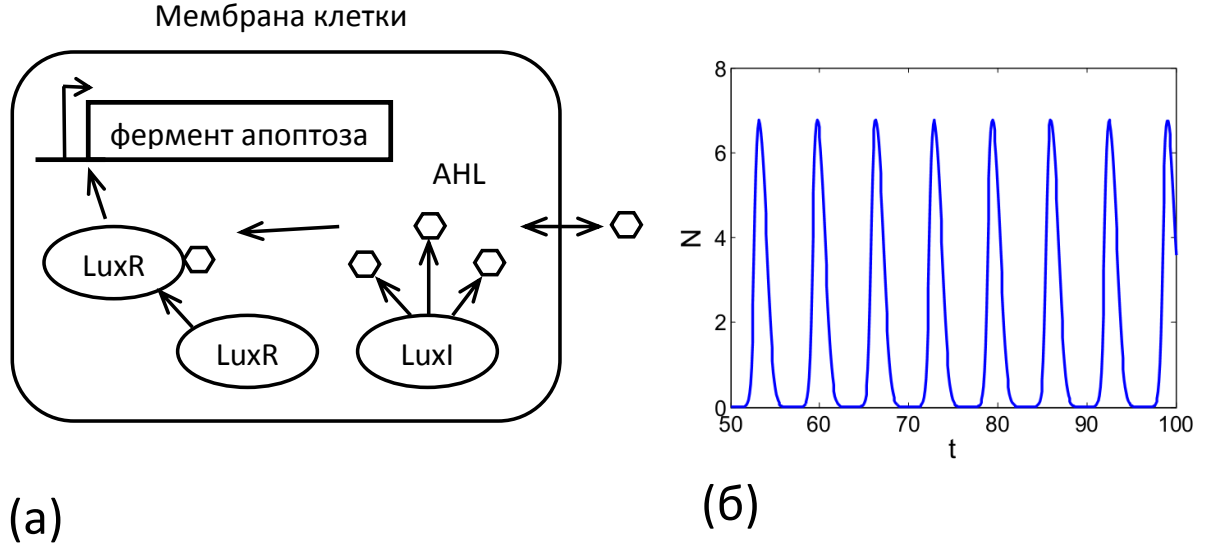 Мембрана клетки
фермент апоптоза
AHL
LuxR
LuxR
LuxI
(а)
8
6
4
2
0
N
50
60
70
80
90
100
t
(б)